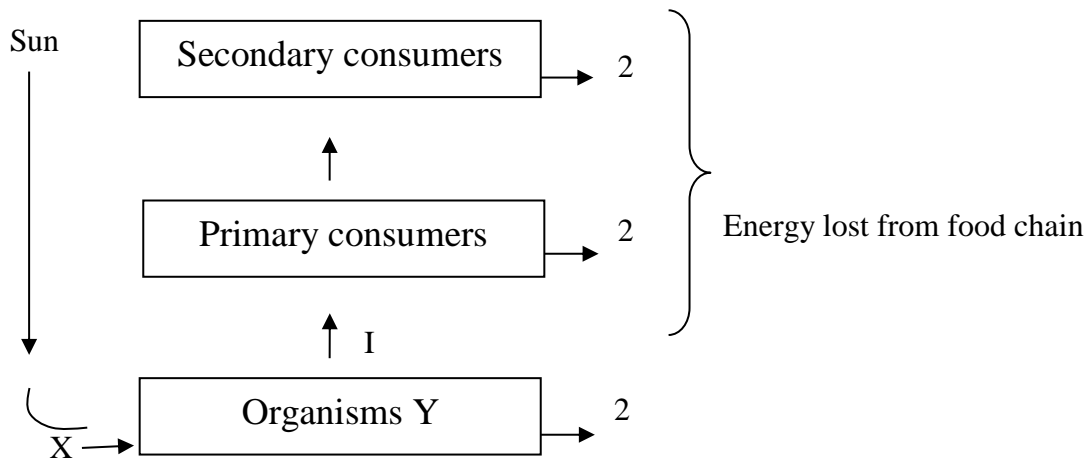 Sun
Secondary consumers
2
Primary consumers
2
Energy lost from food chain
I
Organisms Y
2
X